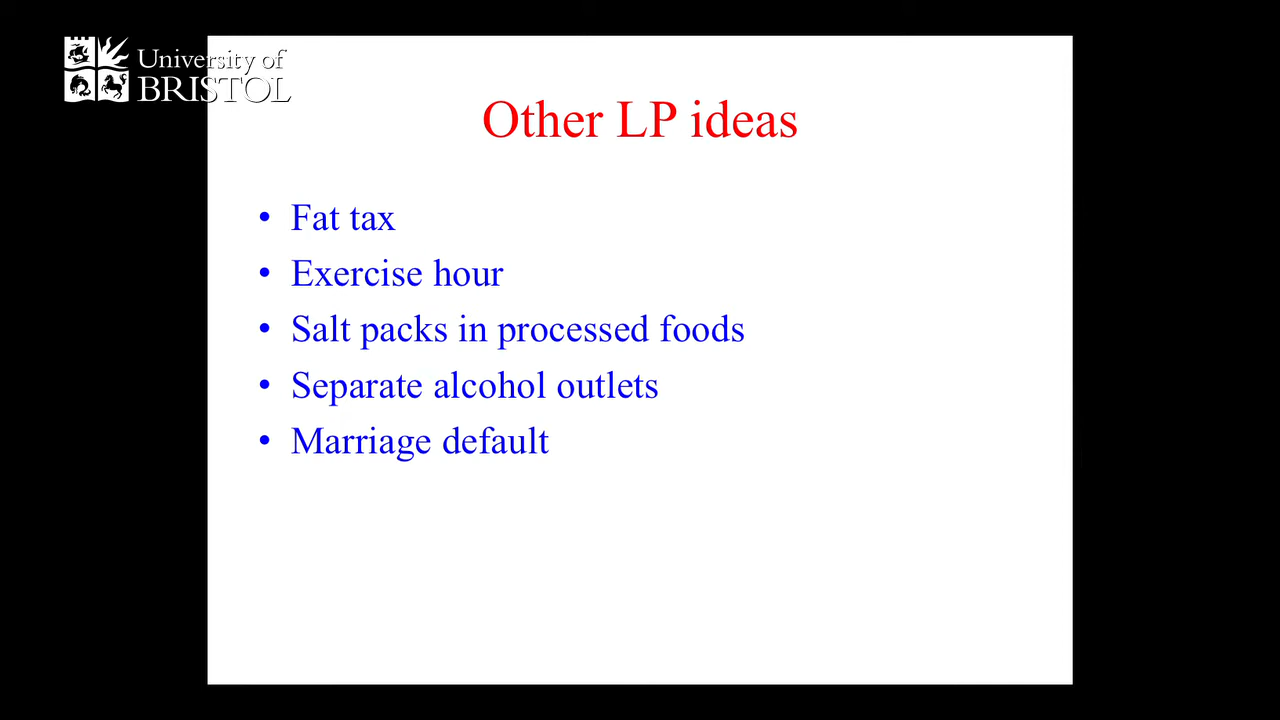 University of
BRISTOL
Other LP ideas
• Fat tax
• Exercise hour
• Salt packs in processed foods
• Separate alcohol outlets
• Marriage default